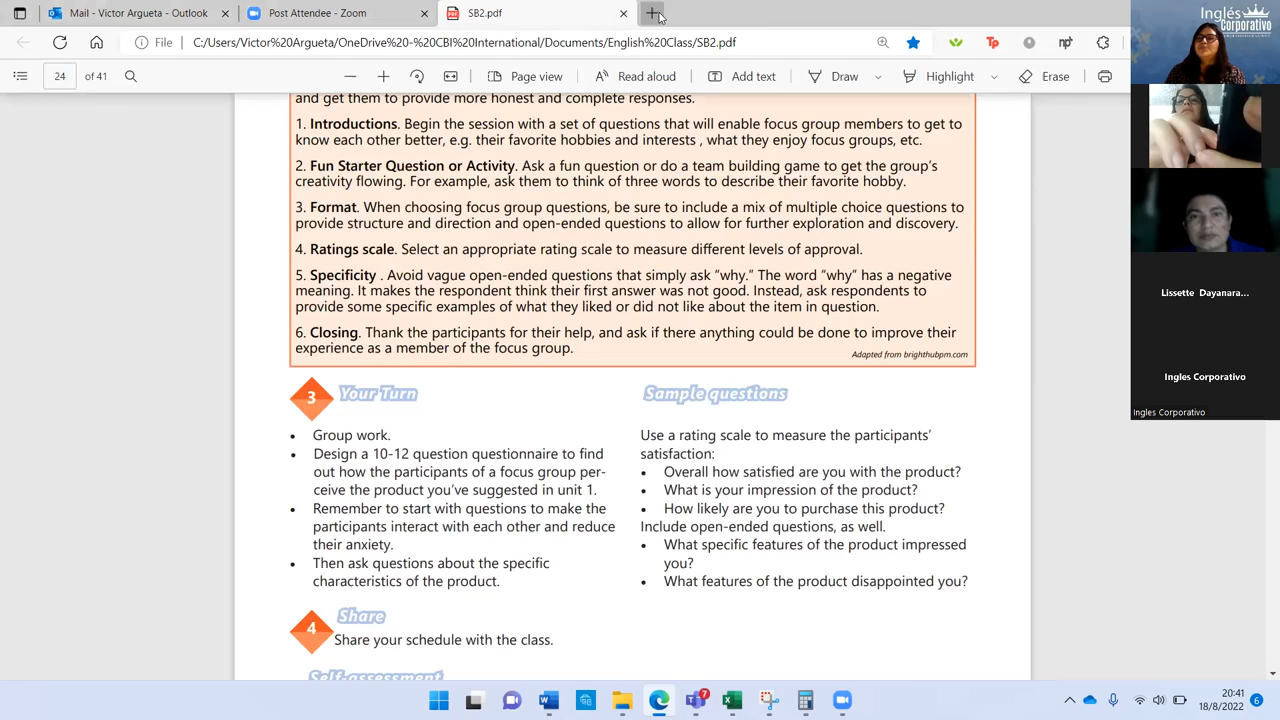 Mail - Victor Argueta - Outlook
Post Attendee - Zoom
SB2.pdf
File
C:/Users/Victor%20Argueta/OneDrive%20-%20CBI%20International/Documents/English%20Class/SB2.pdf
24 of 41
Page view
Read aloud
Add text
Draw
Highlight
Erase
and get them to provide more honest and complete responses.
1. Introductions. Begin the session with a set of questions that will enable focus group members to get to
know each other better, e.g. their favorite hobbies and interests , what they enjoy focus groups, etc.
2. Fun Starter Question or Activity. Ask a fun question or do a team building game to get the group's
creativity flowing. For example, ask them to think of three words to describe their favorite hobby.
3. Format. When choosing focus group questions, be sure to include a mix of multiple choice questions to
provide structure and direction and open-ended questions to allow for further exploration and discovery.
4. Ratings scale. Select an appropriate rating scale to measure different levels of approval.
5. Specificity . Avoid vague open-ended questions that simply ask "why." The word "why" has a negative
meaning. It makes the respondent think their first answer was not good. Instead, ask respondents to
provide some specific examples of what they liked or did not like about the item in question.
6. Closing. Thank the participants for their help, and ask if there anything could be done to improve their
experience as a member of the focus group.
Adapted from brighthubpm.com
3 Your Turn
• Group work.
• Design a 10-12 question questionnaire to find
out how the participants of a focus group per-
ceive the product you've suggested in unit 1.
• Remember to start with questions to make the
participants interact with each other and reduce
their anxiety.
• Then ask questions about the specific
characteristics of the product.
Sample questions
Use a rating scale to measure the participants'
satisfaction:
• Overall how satisfied are you with the product?
• What is your impression of the product?
• How likely are you to purchase this product?
Include open-ended questions, as well.
• What specific features of the product impressed
you?
• What features of the product disappointed you?
4 Share
Share your schedule with the class.
Self-assessment
Inglés
Corporativo
Lissette Dayanara...
Ingles Corporativo
Ingles Corporativo
7
20:41
18/8/2022
6